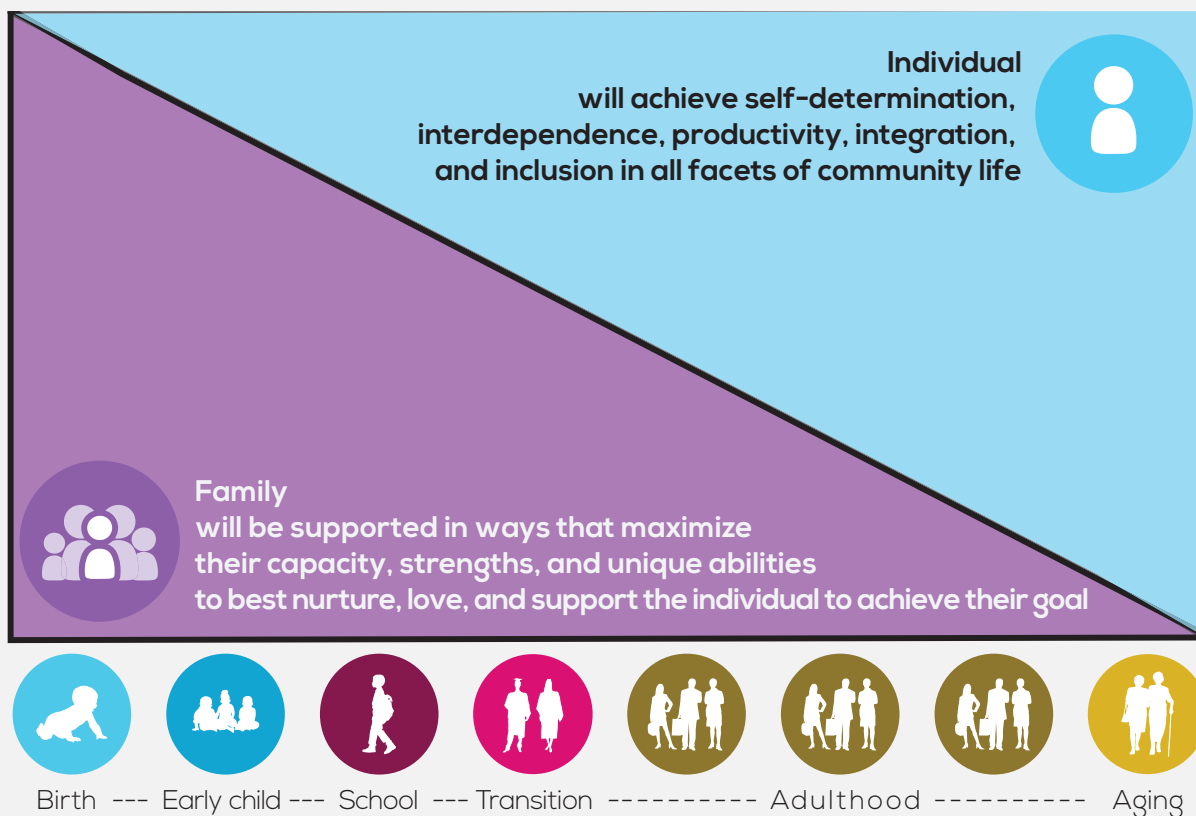 Individual
will achieve self-determination,
interdependence, productivity, integration,
and inclusion in all facets of community life
Family
will be supported in ways that maximize
their capacity, strengths, and unique abilities
to best nurture, love, and support the individual to achieve their goal
Birth --- Early child --- School --- Transition ---------- Adulthood ---------- Aging